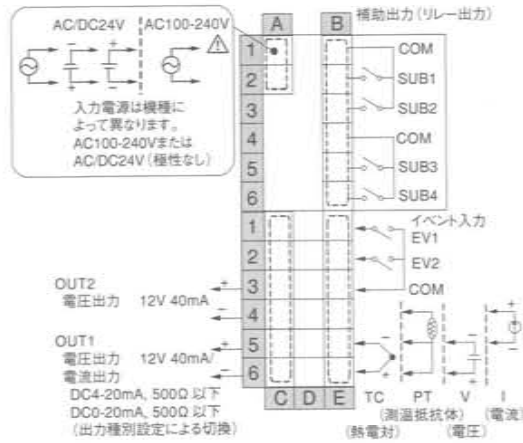 AC/DC24V
AC100-240V
入力電源は機種に
よって異なります。
AC100-240Vまたは
AC/DC24V(極性なし)
A
B
補助出力(リレー出力)
1
2
3
4
5
6
COM
SUB1
SUB2
COM
SUB3
SUB4
1
2
3
4
5
6
イベント入力
EV1
EV2
COM
OUT2
電圧出力 12V 40mA
+
−
OUT1
電圧出力 12V 40mA/
電流出力
+
−
DC4-20mA, 500Ω 以下
DC0-20mA, 500Ω 以下
(出力種別設定による切換)
C D E
TC PT V I
(測温抵抗体) (電流)
(熱電対) (電圧)